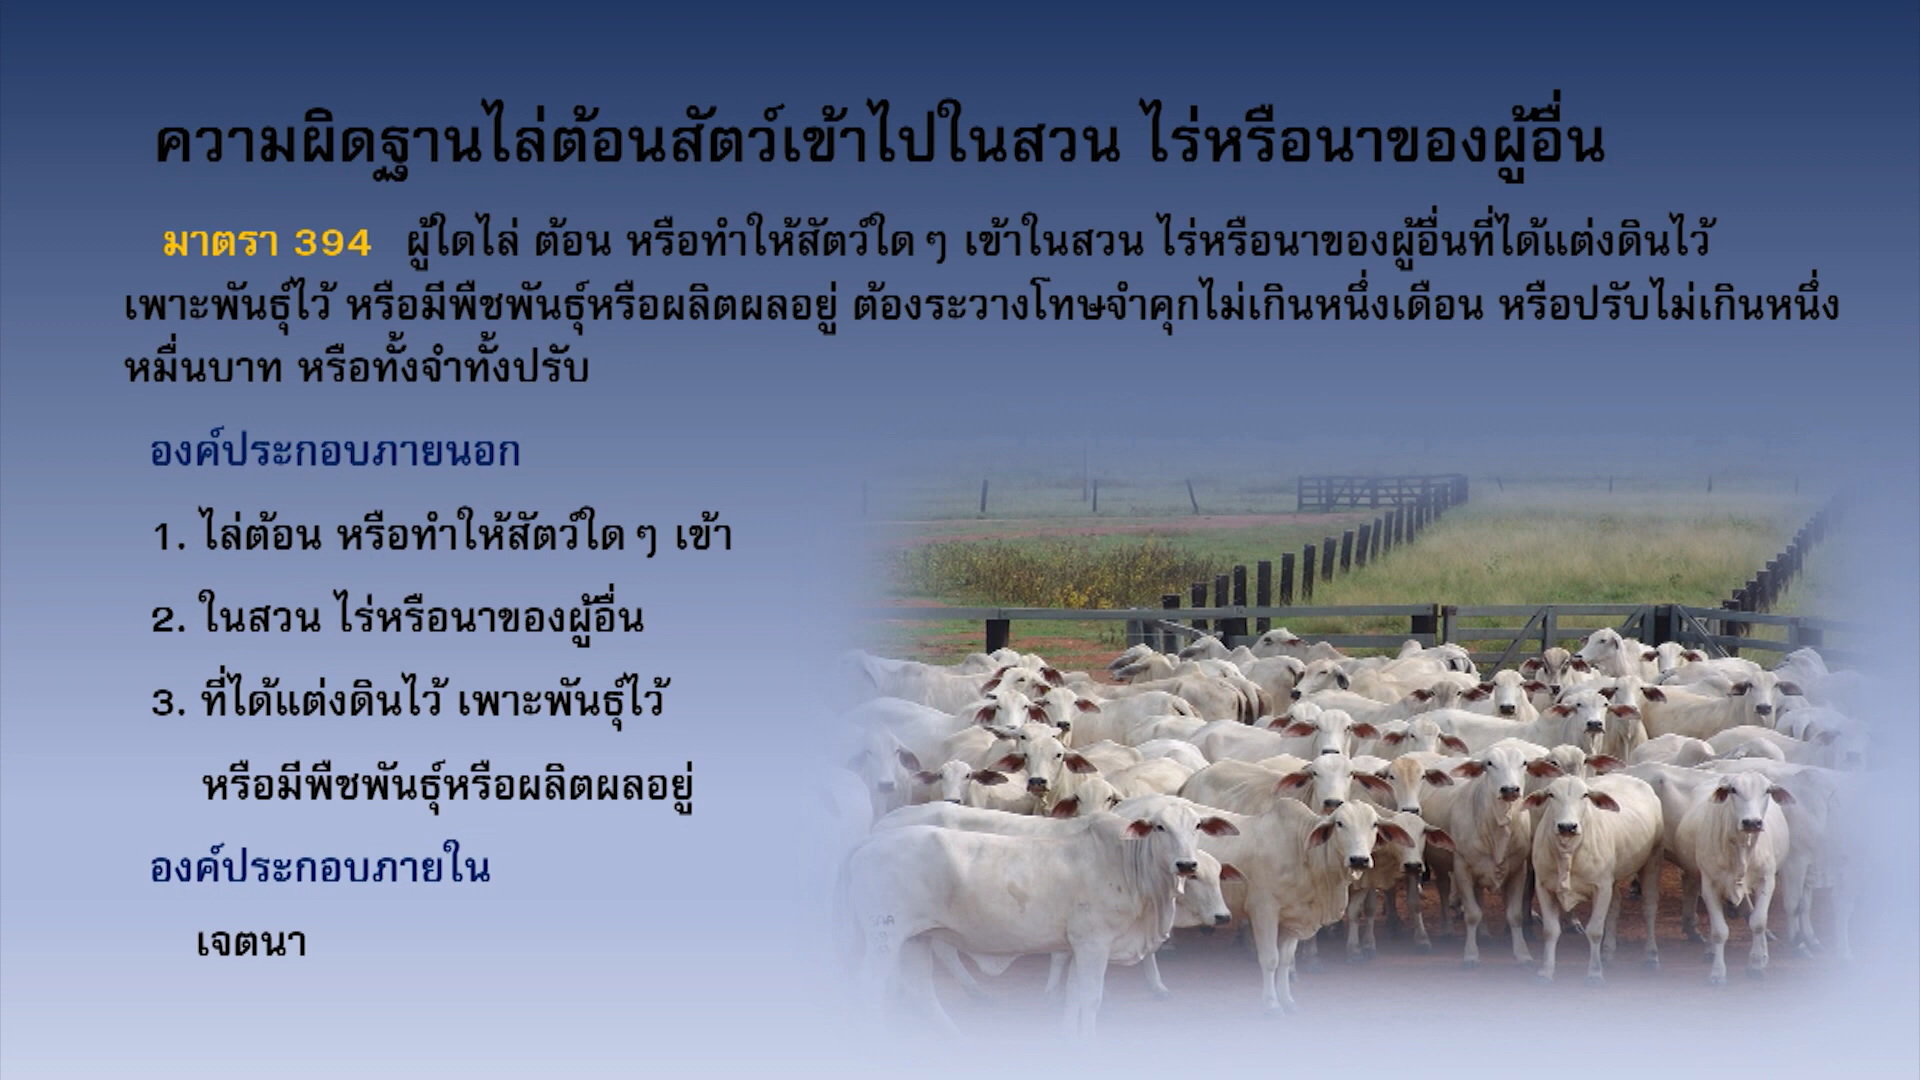 ความผิดฐานไล่ต้อนสัตว์เข้าไปในสวน ไร่หรือนาของผู้อื่น
มาตรา 394 ผู้ใดไล่ ต้อน หรือทำให้สัตว์ใด ๆ เข้าในสวน ไร่หรือนาของผู้อื่นที่ได้แต่งดินไว้
เพาะพันธุ์ไว้ หรือมีพืชพันธุ์หรือผลิตผลอยู่ ต้องระวางโทษจำคุกไม่เกินหนึ่งเดือน หรือปรับไม่เกินหนึ่ง
หมื่นบาท หรือทั้งจำทั้งปรับ
องค์ประกอบภายนอก
1. ไล่ต้อน หรือทำให้สัตว์ใด ๆ เข้า
2. ในสวน ไร่หรือนาของผู้อื่น
3. ที่ได้แต่งดินไว้ เพาะพันธุ์ไว้
หรือมีพืชพันธุ์หรือผลิตผลอยู่
องค์ประกอบภายใน
เจตนา